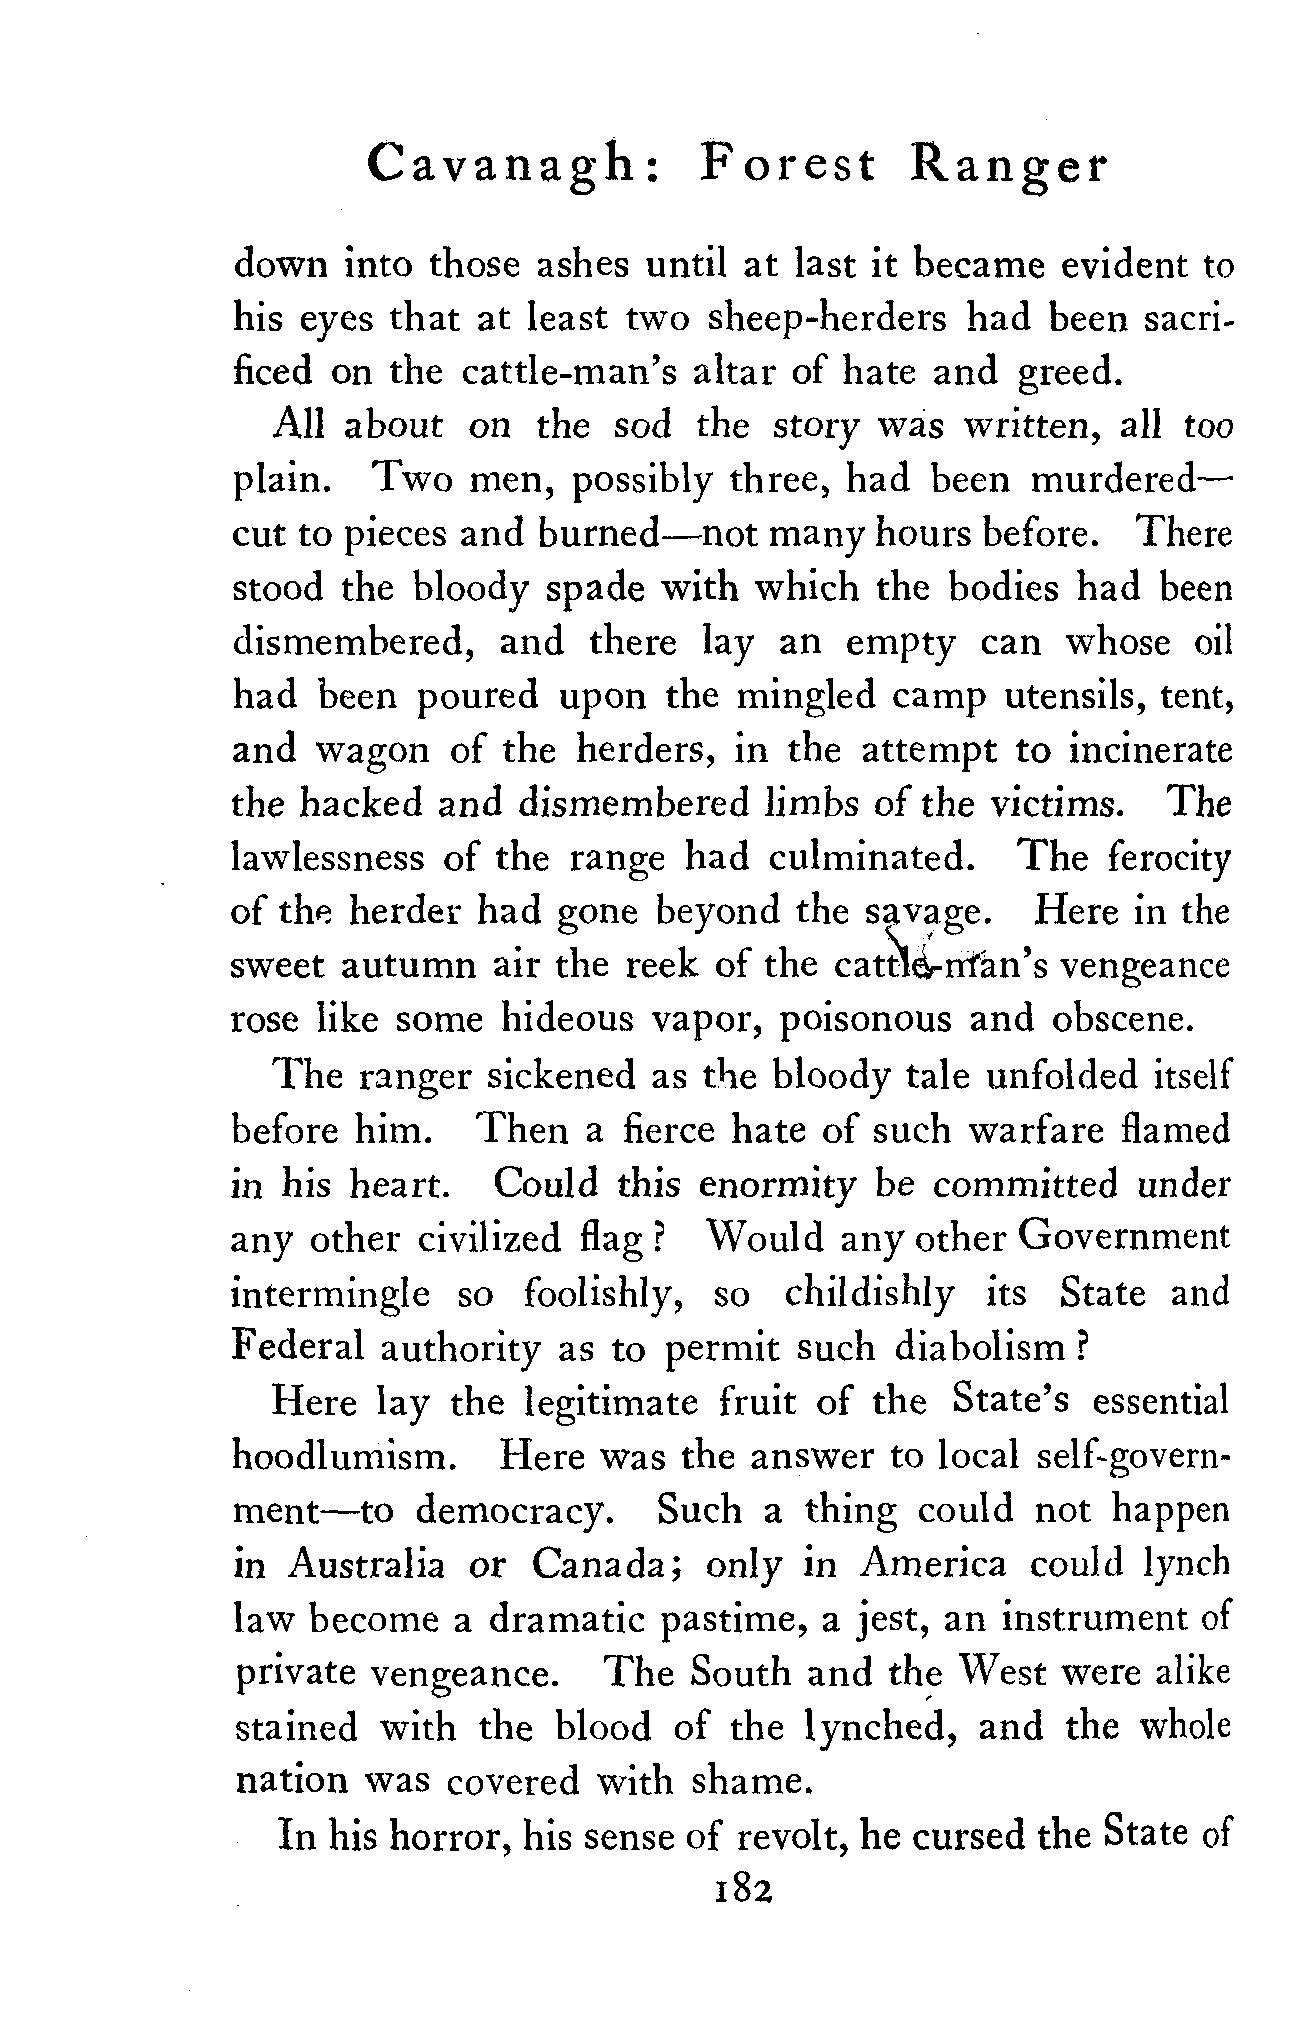 Cavanagh: Forest Ranger
down into those ashes until at last it became evident to
his eyes that at least two sheep-herders had been sacri-
ficed on the cattle-man's altar of hate and greed.
All about on the sod the story was written, all too
plain. Two men, possibly three, had been murdered—
cut to pieces and burned—not many hours before. There
stood the bloody spade with which the bodies had been
dismembered, and there lay an empty can whose oil
had been poured upon the mingled camp utensils, tent,
and wagon of the herders, in the attempt to incinerate
the hacked and dismembered limbs of the victims. The
lawlessness of the range had culminated. The ferocity
of the herder had gone beyond the savage. Here in the
sweet autumn air the reek of the cattle-man's vengeance
rose like some hideous vapor, poisonous and obscene.
The ranger sickened as the bloody tale unfolded itself
before him. Then a fierce hate of such warfare flamed
in his heart. Could this enormity be committed under
any other civilized flag? Would any other Government
intermingle so foolishly, so childishly its State and
Federal authority as to permit such diabolism?
Here lay the legitimate fruit of the State's essential
hoodlumism. Here was the answer to local self-govern-
ment—to democracy. Such a thing could not happen
in Australia or Canada; only in America could lynch
law become a dramatic pastime, a jest, an instrument of
private vengeance. The South and the West were alike
stained with the blood of the lynched, and the whole
nation was covered with shame.
In his horror, his sense of revolt, he cursed the State of
182